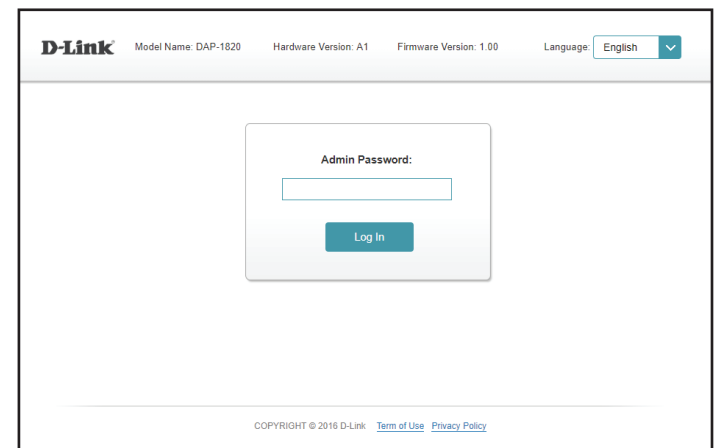 D-Link Model Name: DAP-1820 Hardware Version: A1 Firmware Version: 1.00 Language: English
Admin Password:
Log In
COPYRIGHT © 2016 D-Link Term of Use Privacy Policy